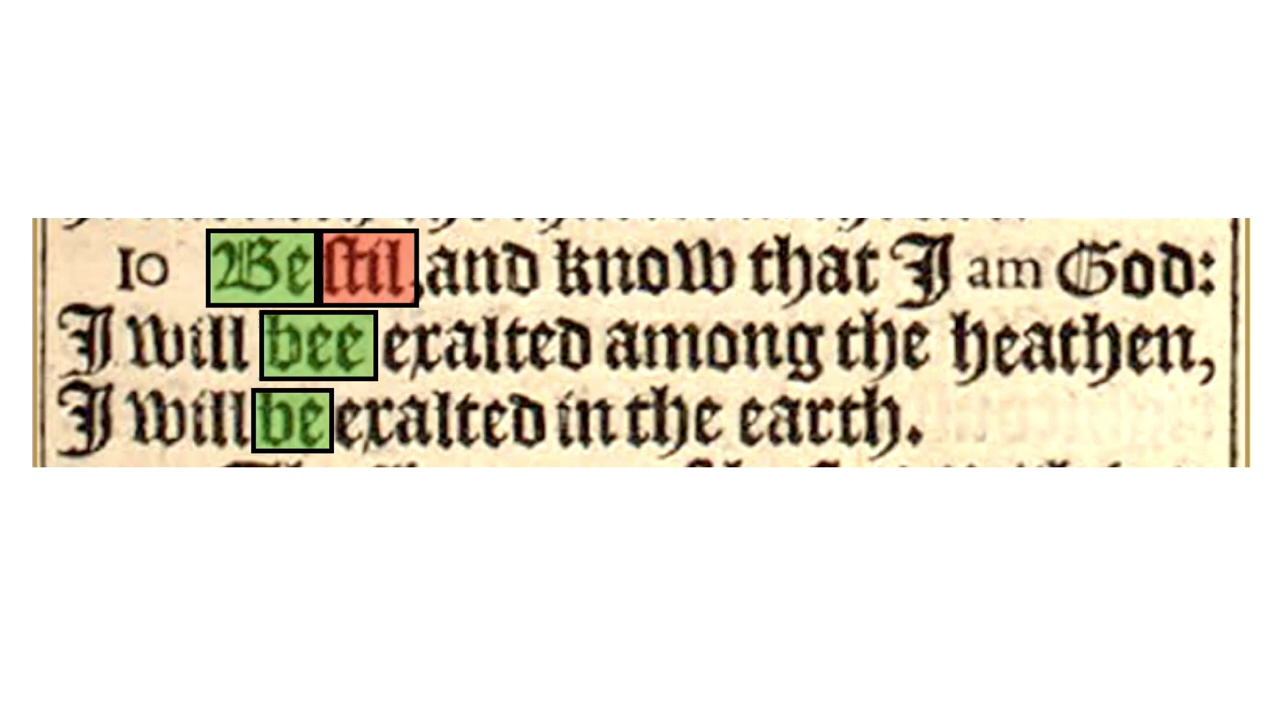 10 Be ſtil, and know that I am God:
I will bee exalted among the heathen,
I will be exalted in the earth.